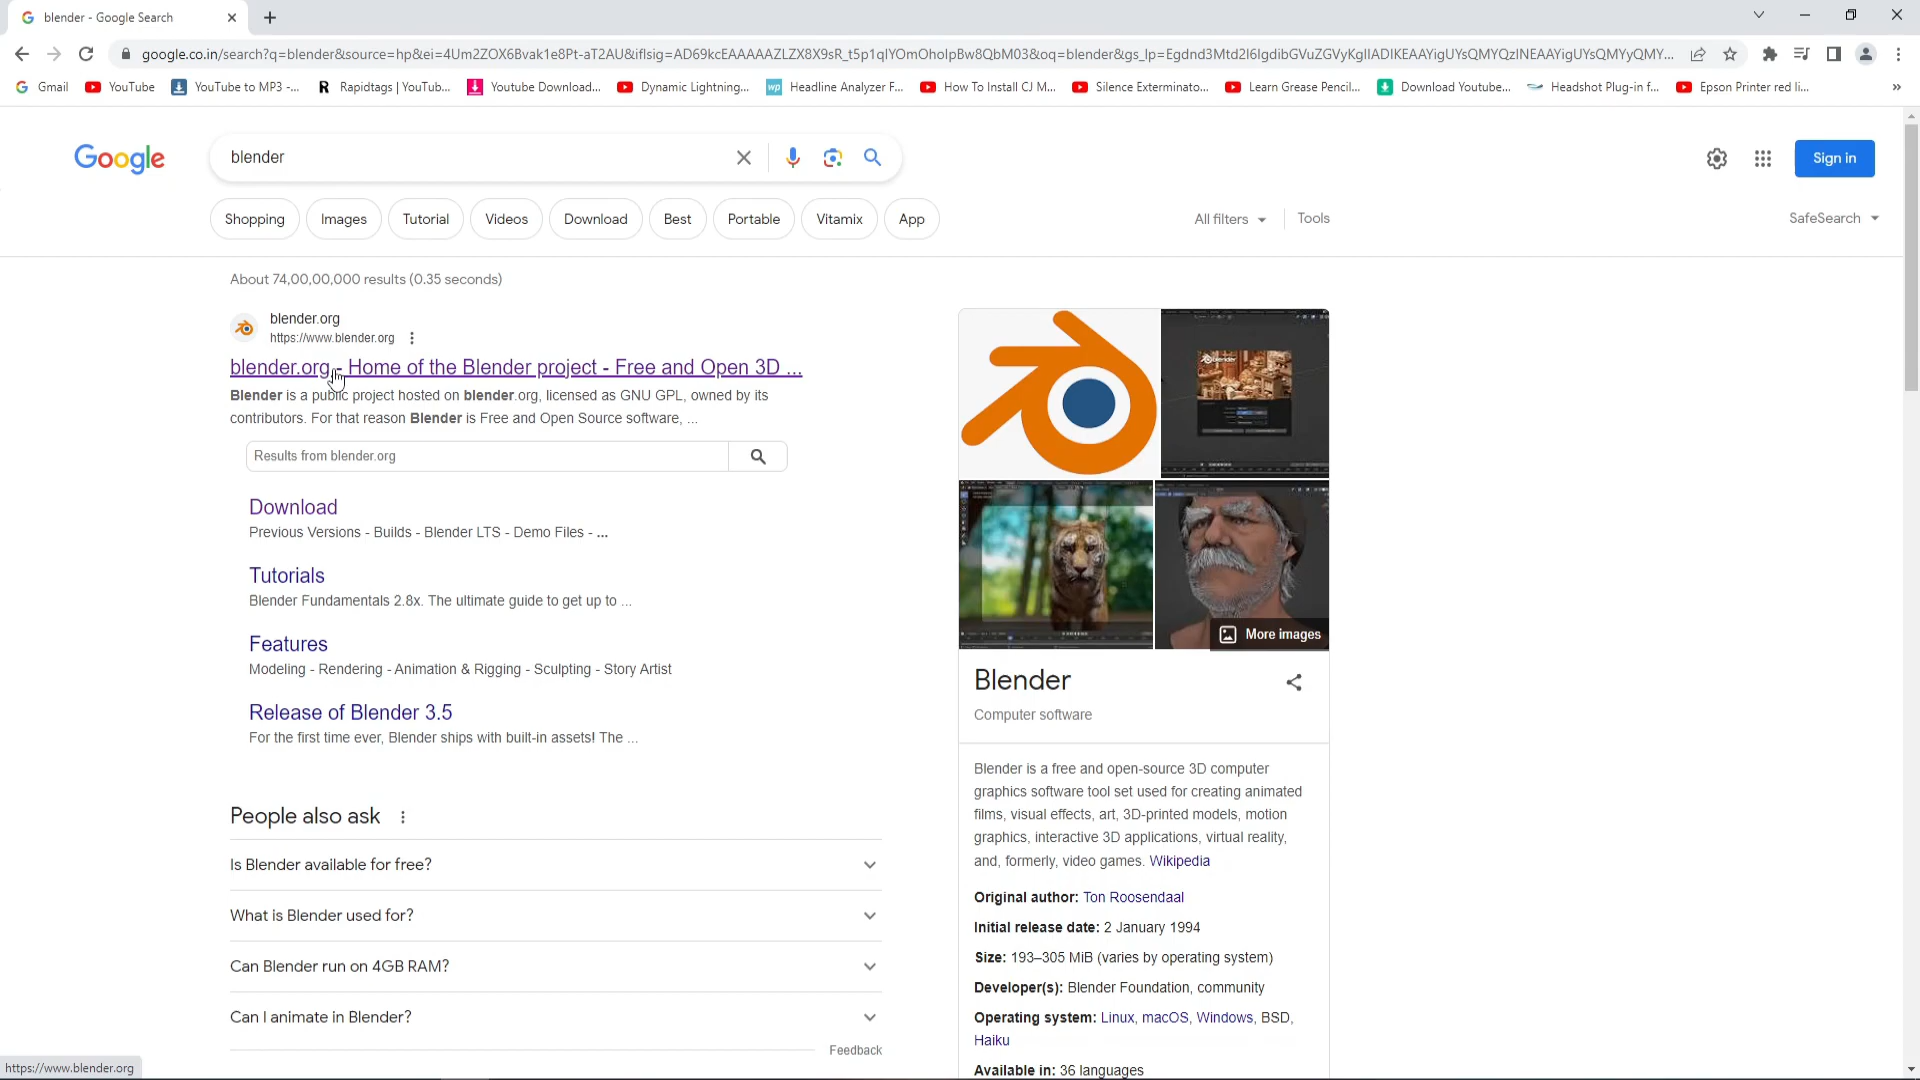 blender - Google Search
google.co.in/search?q=blender&source=hp&ei=4Um2ZOX6Bvak1e8Pt-aT2AU&iflsig=AD69kcEAAAAAZLZX8X9sR_t5p1qlYOmOholpBw8QbM03&oq=blender&gs_lp=Egdnd3Mtd2l6IgdibGVuZGVyKgllADIKEAAYigUYsQMYQzINEAAYigUYsQMYyQMY...
Gmail YouTube YouTube to MP3 -... Rapidtags | YouTub... Youtube Download... Dynamic Lightning... Headline Analyzer F... How To Install CJ M... Silence Exterminato... Learn Grease Pencil... Download Youtube... Headshot Plug-in f... Epson Printer red li...
Google blender Sign in
Shopping Images Tutorial Videos Download Best Portable Vitamix App All filters Tools SafeSearch
About 74,00,00,000 results (0.35 seconds)
blender.org
https://www.blender.org
blender.org - Home of the Blender project - Free and Open 3D ...
Blender is a public project hosted on blender.org, licensed as GNU GPL, owned by its
contributors. For that reason Blender is Free and Open Source software, ...
Results from blender.org
Download
Previous Versions - Builds - Blender LTS - Demo Files - ...
Tutorials
Blender Fundamentals 2.8x. The ultimate guide to get up to ...
Features
Modeling - Rendering - Animation & Rigging - Sculpting - Story Artist
Release of Blender 3.5
For the first time ever, Blender ships with built-in assets! The ...
People also ask
Is Blender available for free?
What is Blender used for?
Can Blender run on 4GB RAM?
Can I animate in Blender?
Feedback
blender
More images
Blender
Computer software
Blender is a free and open-source 3D computer
graphics software tool set used for creating animated
films, visual effects, art, 3D-printed models, motion
graphics, interactive 3D applications, virtual reality,
and, formerly, video games. Wikipedia
Original author: Ton Roosendaal
Initial release date: 2 January 1994
Size: 193–305 MiB (varies by operating system)
Developer(s): Blender Foundation, community
Operating system: Linux, macOS, Windows, BSD,
Haiku
Available in: 36 languages
https://www.blender.org